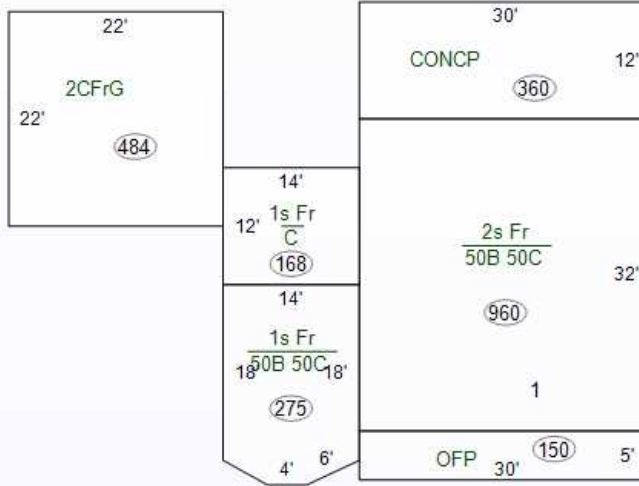 22'
2CFrG
22'
484
30'
CONCP
12'
360
14'
12'
1s Fr
C
168
2s Fr
50B 50C
32'
960
1
14'
1s Fr
50B 50C
18'
18'
275
4'
6'
OFP
150
30'
5'